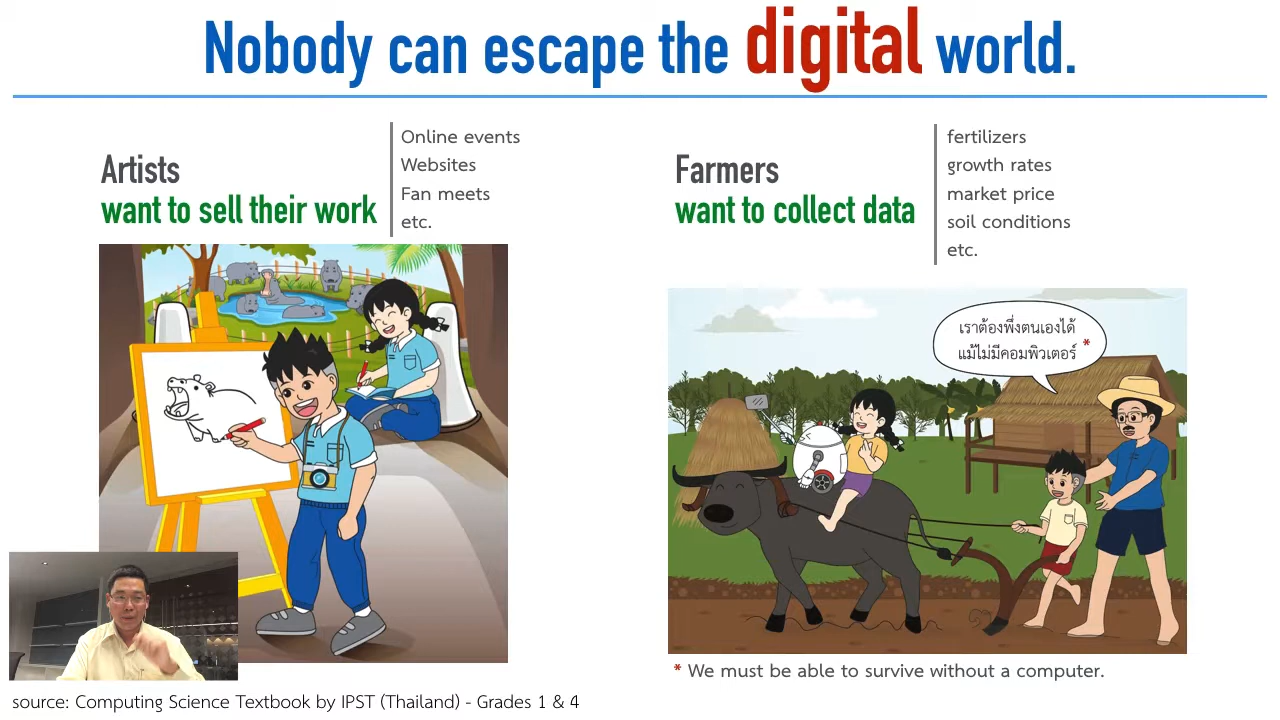 Nobody can escape the digital world.
Artists
want to sell their work
Online events
Websites
Fan meets
etc.
Farmers
want to collect data
fertilizers
growth rates
market price
soil conditions
etc.
เราต้องพึ่งตนเองได้
แม้ไม่มีคอมพิวเตอร์ *
* We must be able to survive without a computer.
source: Computing Science Textbook by IPST (Thailand) - Grades 1 & 4